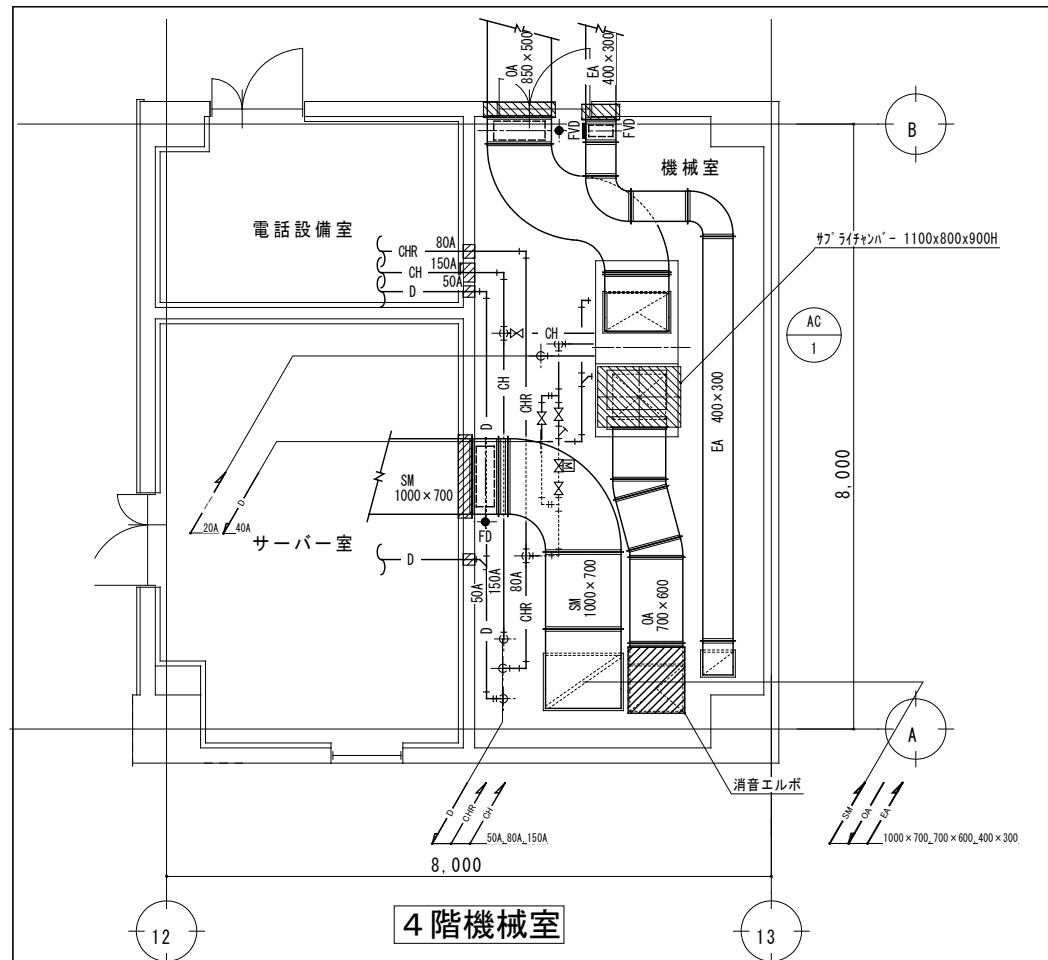 OA
850×500
EA
400×300
FVD
FVD
B
機械室
電話設備室
CHR
80A
CH
150A
D
50A
サプライチャンバー 1100x800x900H
AC
1
CH
CH
CHR
D
EA 400×300
8,000
SM
1000×700
M
D
20A
40A
サーバー室
FD
D
50A
150A
80A
D
CHR
SM
1000×700
OA
700×600
A
消音エルボ
D
CHR
CH
50A,80A,150A
SM
OA
EA
1000×700,700×600,400×300
8,000
4階機械室
12
13